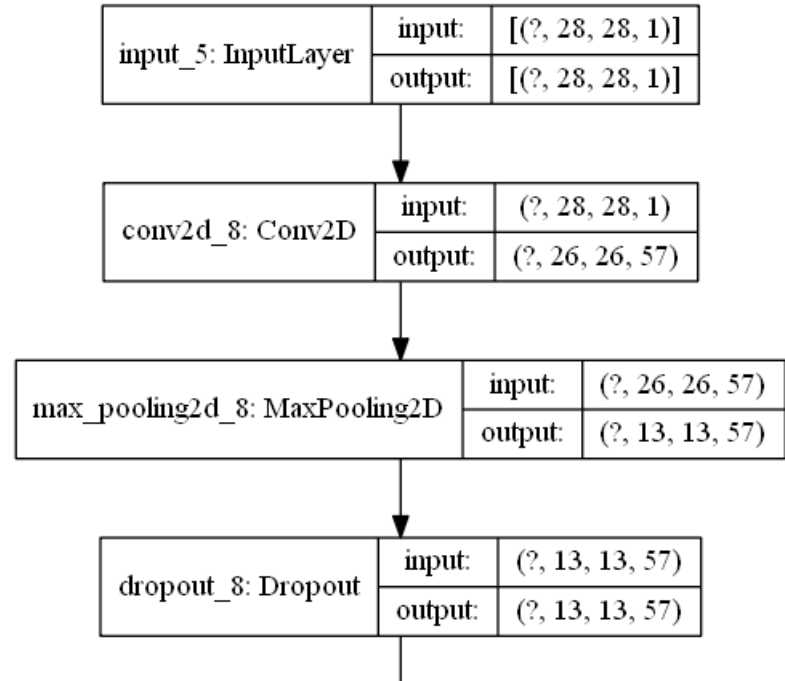 input_5: InputLayer
input: [(?, 28, 28, 1)]
output: [(?, 28, 28, 1)]
conv2d_8: Conv2D
input: (?, 28, 28, 1)
output: (?, 26, 26, 57)
max_pooling2d_8: MaxPooling2D
input: (?, 26, 26, 57)
output: (?, 13, 13, 57)
dropout_8: Dropout
input: (?, 13, 13, 57)
output: (?, 13, 13, 57)